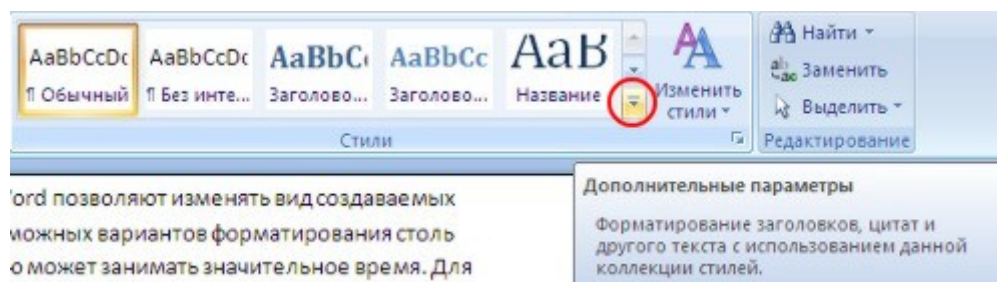 AaBbCcDc AaBbCcDc AaBbC AaBbCc AaB
¶ Обычный ¶ Без инте... Заголово... Заголово... Название
Изменить
стили
Найти
Заменить
Выделить
Стили
Редактирование
ord позволяют изменять вид создаваемых
можных вариантов форматирования столь
о может занимать значительное время. Для
Дополнительные параметры
Форматирование заголовков, цитат и
другого текста с использованием данной
коллекции стилей.